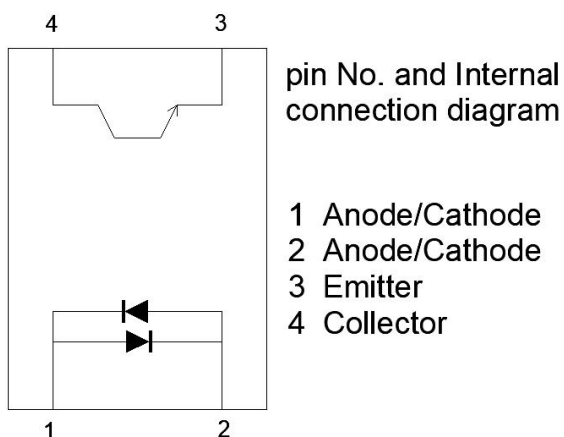 4 3
pin No. and Internal
connection diagram
1 Anode/Cathode
2 Anode/Cathode
3 Emitter
4 Collector
1 2